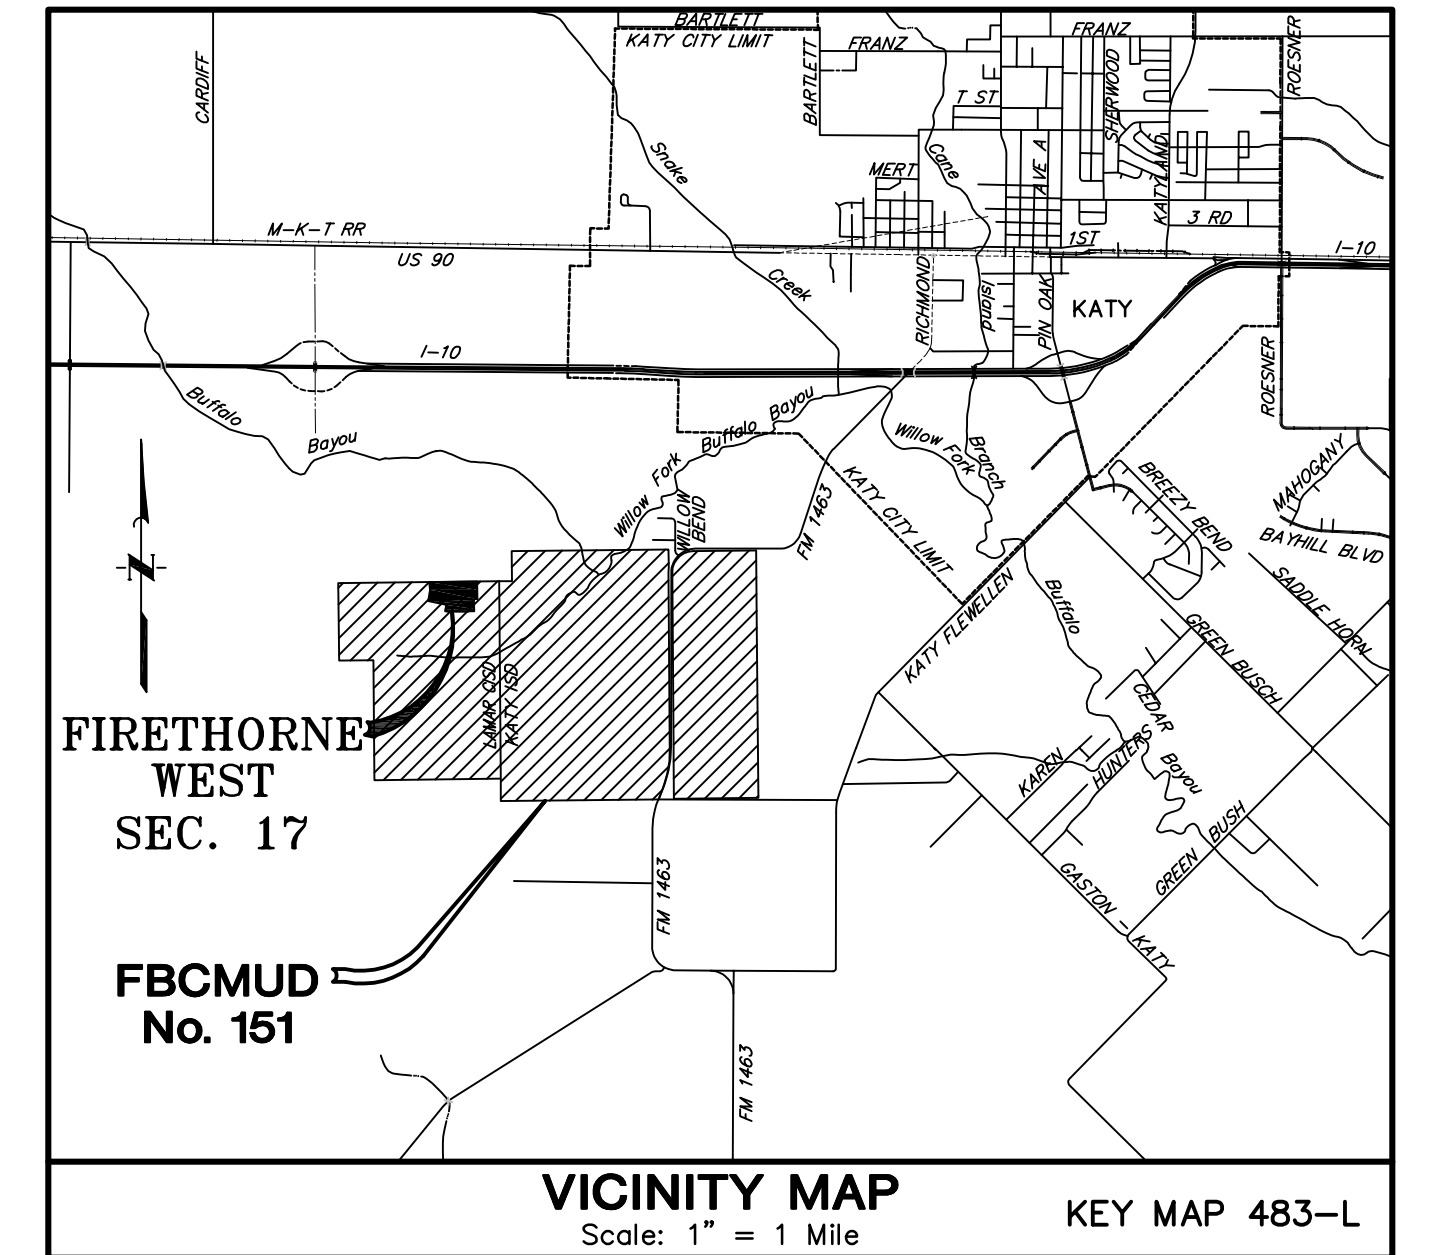 BARTLETT
KATY CITY LIMIT
FRANZ
FRANZ
ROESNER
CARDIFF
BARTLETT
SHERWOOD
T ST
Snake
Cane
MERT
AVE A
KATYLAND
3 RD
M-K-T RR
US 90
1ST
I-10
Creek
RICHMOND
Island
PIN OAK
KATY
I-10
ROESNER
Buffalo
Bayou
Willow Fork
Buffalo Bayou
Willow Fork
Branch
WILLOW
BEND
FM 1463
KATY CITY LIMIT
BREEZY BEND
MAHOGANY
BAYHILL BLVD
N
SADDLE HORN
KATY FLEWELLEN
Buffalo
GREEN BUSCH
LAMAR CISD
KATY ISD
FIRETHORNE
WEST
SEC. 17
CEDAR
KAREN
HUNTERS
Bayou
GREEN BUSH
FM 1463
GASTON - KATY
FBCMUD
No. 151
FM 1463
VICINITY MAP
Scale: 1" = 1 Mile
KEY MAP 483-L